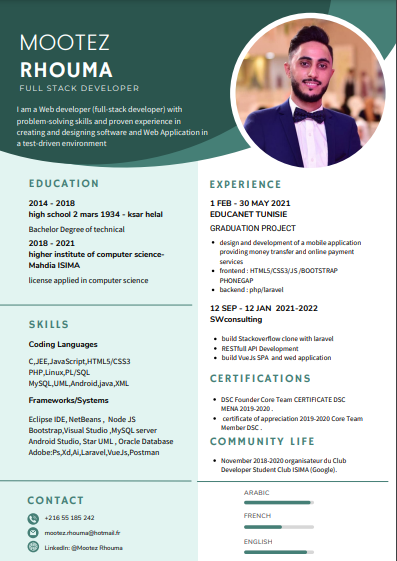 MOOTEZ
RHOUMA
FULL STACK DEVELOPER
I am a Web developer (full-stack developer) with
problem-solving skills and proven experience in
creating and designing software and Web Application in
a test-driven environment
EDUCATION
2014 - 2018
high school 2 mars 1934 - ksar helal
Bachelor Degree of technical
2018 - 2021
higher institute of computer science-
Mahdia ISIMA
license applied in computer science
SKILLS
Coding Languages
C,JEE,JavaScript,HTML5/CSS3
PHP,Linux,PL/SQL
MySQL,UML,Android,java,XML
Frameworks/Systems
Eclipse IDE, NetBeans , Node JS
Bootstrap,Visual Studio ,MySQL server
Android Studio, Star UML , Oracle Database
Adobe:Ps,Xd,Ai,Laravel,VueJs,Postman
CONTACT
+216 55 185 242
mootez.rhouma@hotmail.fr
LinkedIn: @Mootez Rhouma
EXPERIENCE
1 FEB - 30 MAY 2021
EDUCANET TUNISIE
GRADUATION PROJECT
• design and development of a mobile application
providing money transfer and online payment
services
• frontend : HTML5/CSS3/JS/BOOTSTRAP
PHONEGAP
• backend : php/laravel
12 SEP - 12 JAN 2021-2022
SWconsulting
• build Stackoverflow clone with laravel
• RESTfull API Development
• build VueJs SPA and wed application
CERTIFICATIONS
• DSC Founder Core Team CERTIFICATE DSC
MENA 2019-2020 .
• certificate of appreciation 2019-2020 Core Team
Member DSC .
COMMUNITY LIFE
• November 2018-2020 organisateur du Club
Developer Student Club ISIMA (Google).
ARABIC
FRENCH
ENGLISH